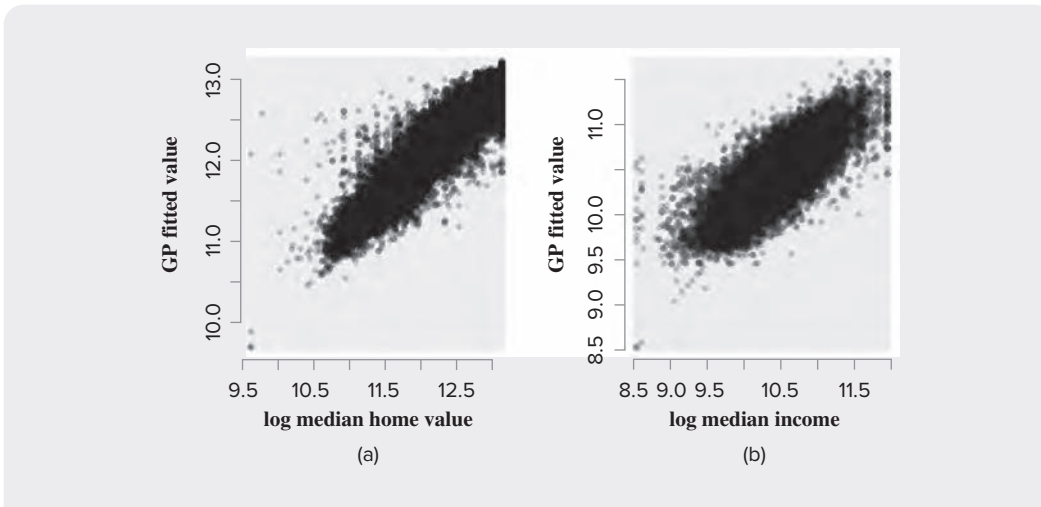 13.0
12.0
11.0
10.0
GP fitted value
9.5 10.5 11.5 12.5
log median home value
(a)
11.0
10.0
9.5
9.0
8.5
GP fitted value
8.5 9.0 9.5 10.5 11.5
log median income
(b)